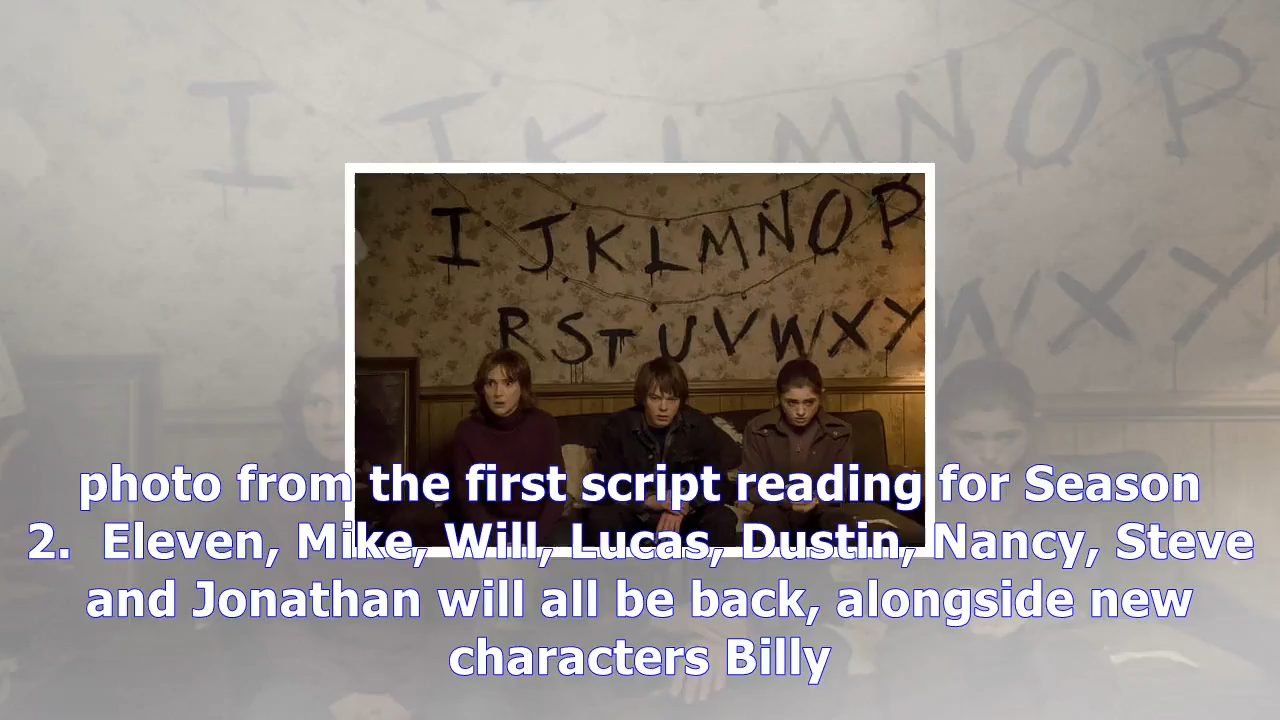 I J K L M N O P
I J K L M N O P
R S T U V W X Y
W X Y
photo from the first script reading for Season
2. Eleven, Mike, Will, Lucas, Dustin, Nancy, Steve
and Jonathan will all be back, alongside new
characters Billy